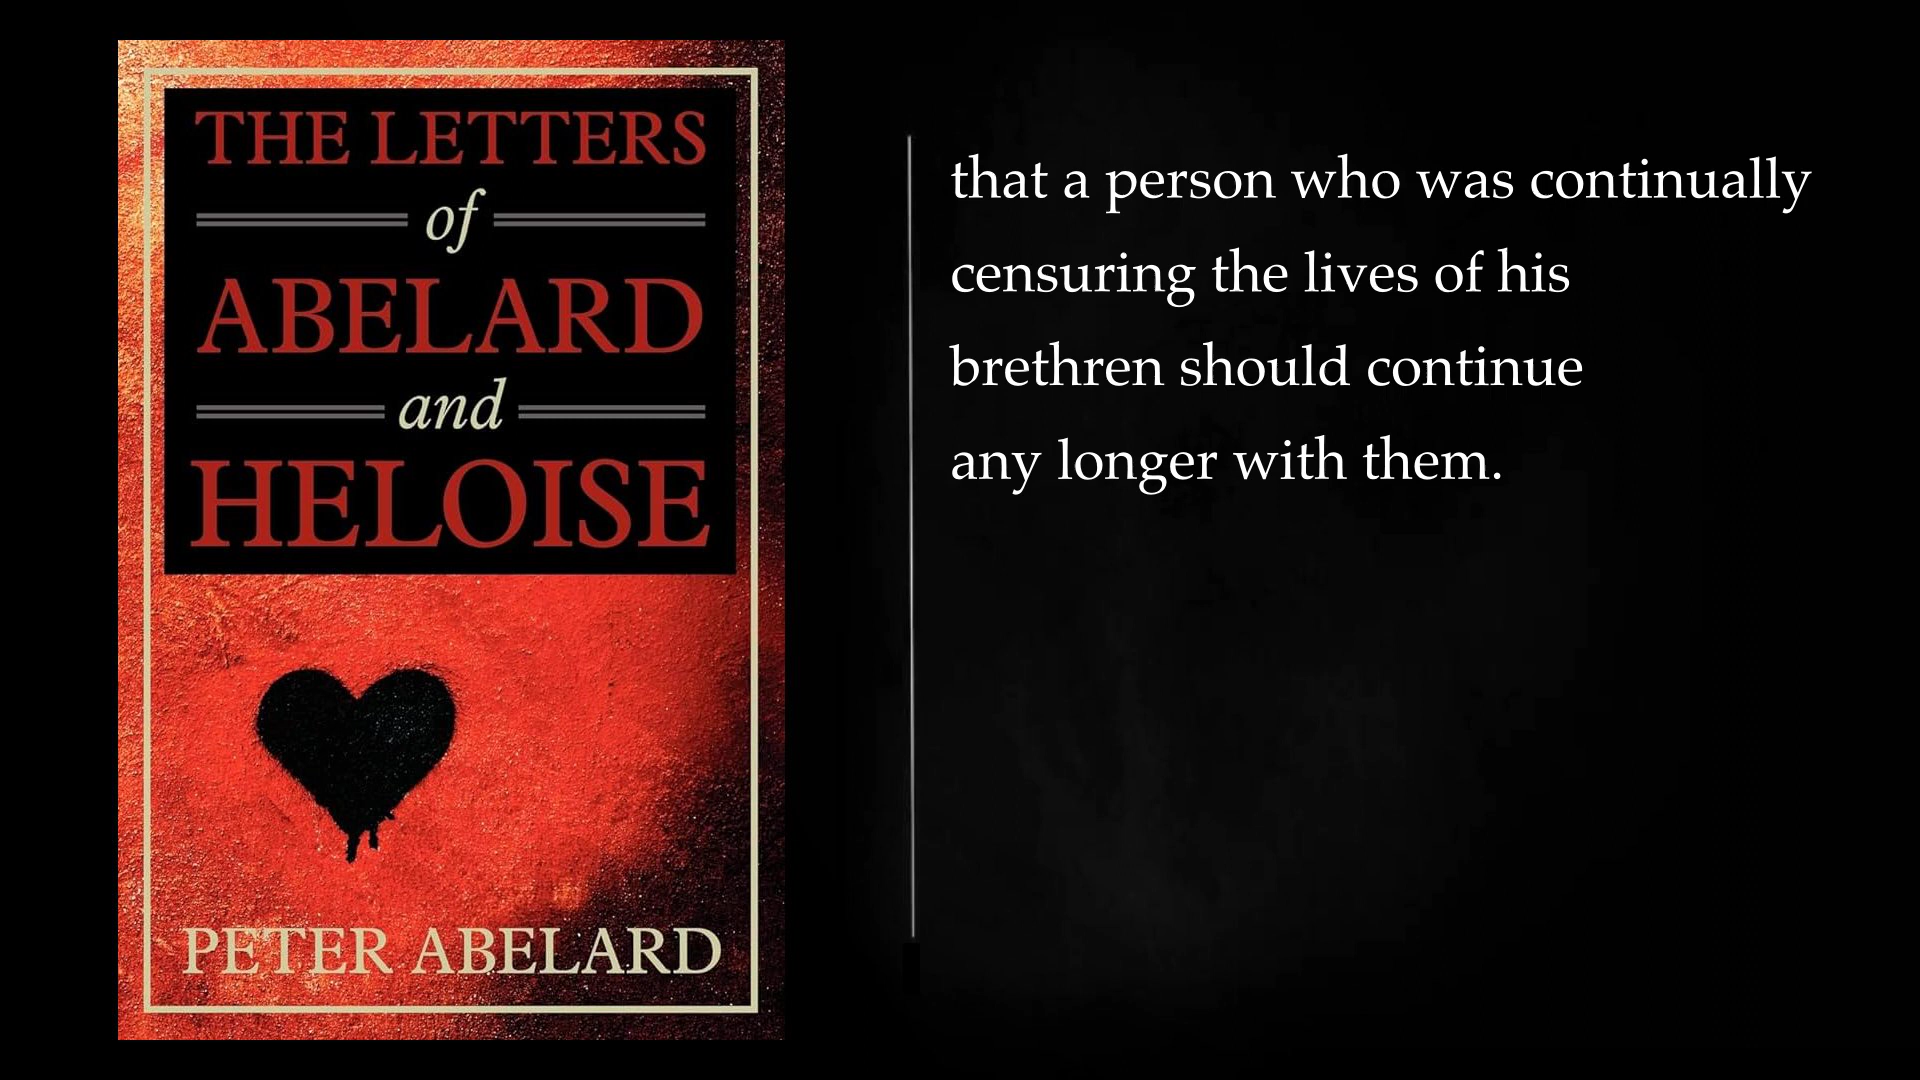 THE LETTERS
of
ABELARD
and
HELOISE
PETER ABELARD
that a person who was continually
censuring the lives of his
brethren should continue
any longer with them.